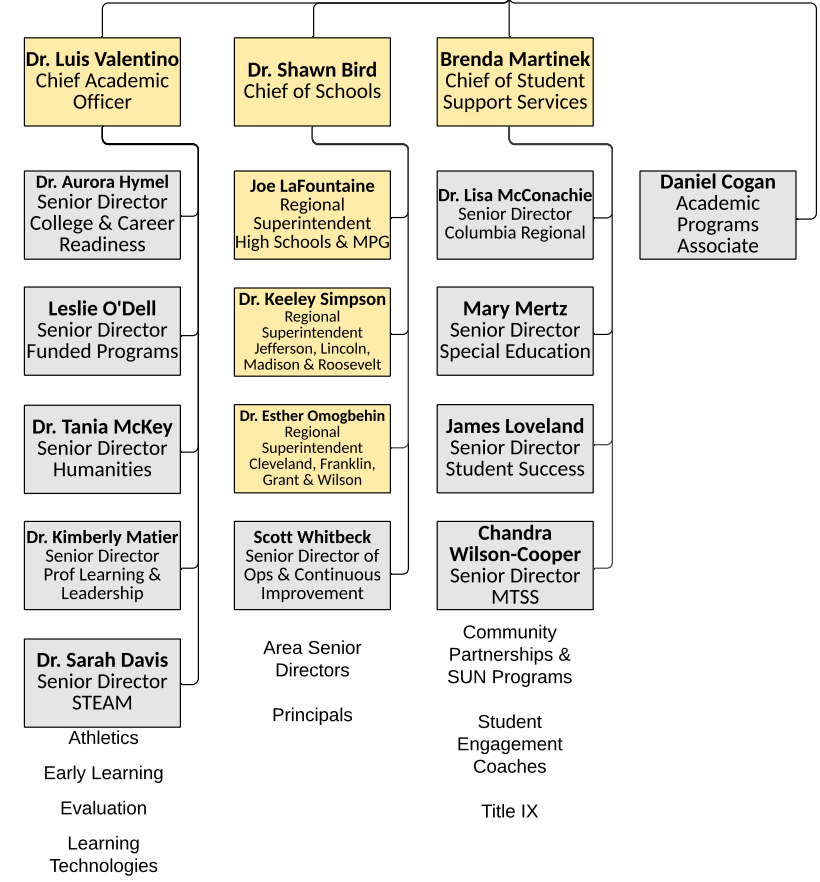 Dr. Luis Valentino
Chief Academic
Officer
Dr. Shawn Bird
Chief of Schools
Brenda Martinek
Chief of Student
Support Services
Dr. Aurora Hymel
Senior Director
College & Career
Readiness
Leslie O'Dell
Senior Director
Funded Programs
Dr. Tania McKey
Senior Director
Humanities
Dr. Kimberly Matier
Senior Director
Prof Learning &
Leadership
Dr. Sarah Davis
Senior Director
STEAM
Athletics
Early Learning
Evaluation
Learning
Technologies
Joe LaFountaine
Regional
Superintendent
High Schools & MPG
Dr. Keeley Simpson
Regional
Superintendent
Jefferson, Lincoln,
Madison & Roosevelt
Dr. Esther Omogbehin
Regional
Superintendent
Cleveland, Franklin,
Grant & Wilson
Scott Whitbeck
Senior Director of
Ops & Continuous
Improvement
Area Senior
Directors
Principals
Dr. Lisa McConachie
Senior Director
Columbia Regional
Mary Mertz
Senior Director
Special Education
James Loveland
Senior Director
Student Success
Chandra
Wilson-Cooper
Senior Director
MTSS
Community
Partnerships &
SUN Programs
Student
Engagement
Coaches
Title IX
Daniel Cogan
Academic
Programs
Associate